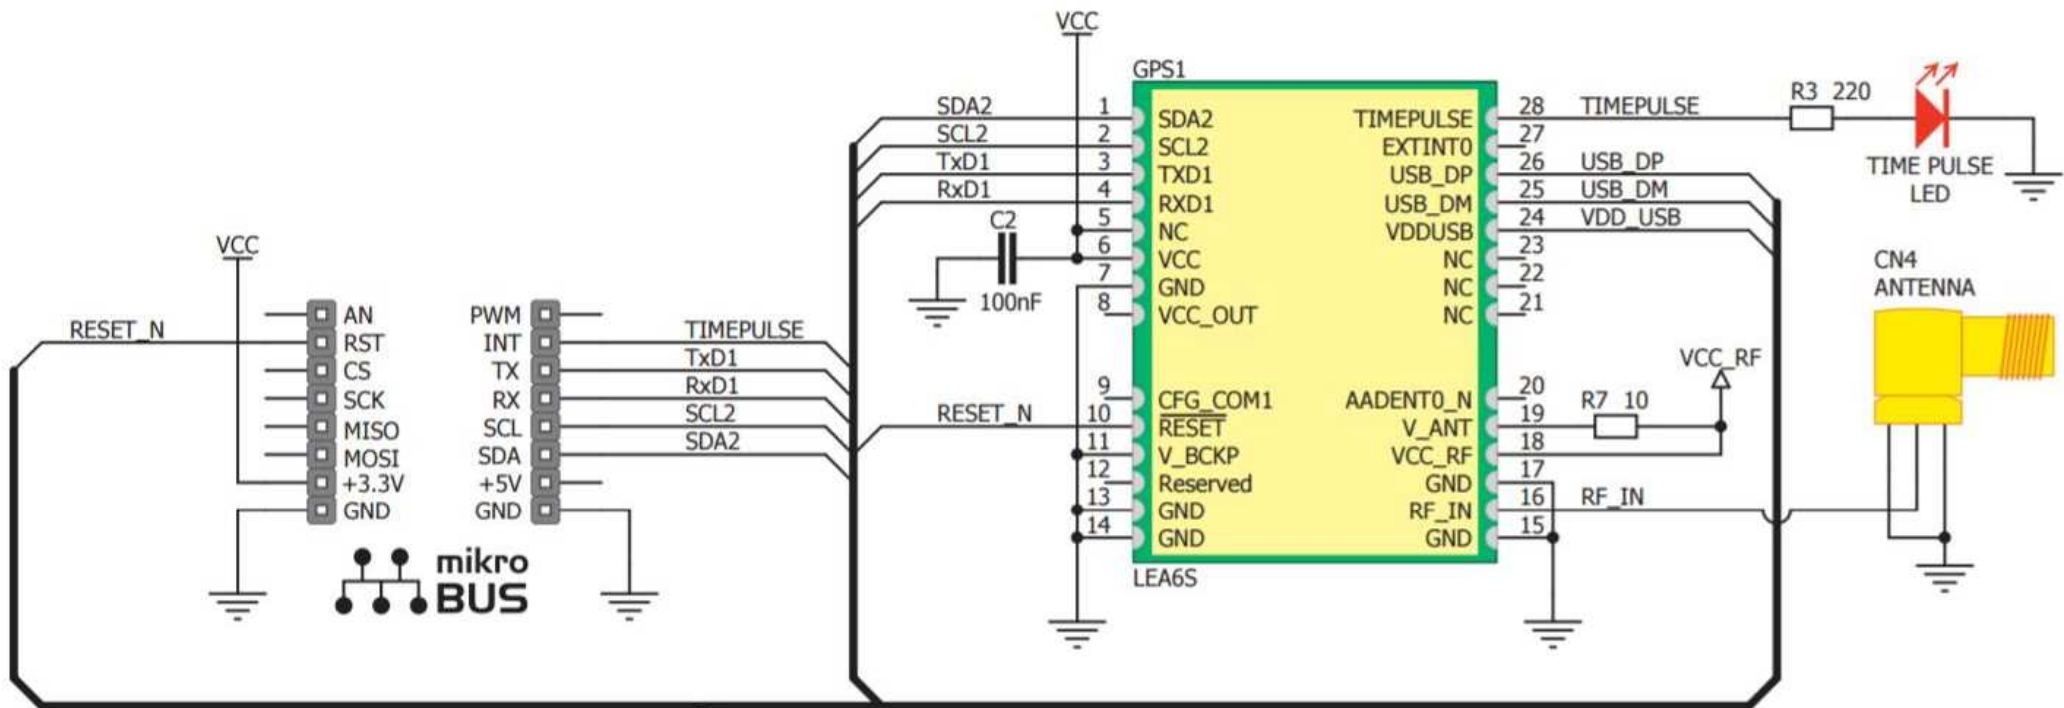 VCC
GPS1
SDA2 1 SDA2
SCL2 2 SCL2
TxD1 3 TXD1
RxD1 4 RXD1
5 NC
6 VCC
7 GND
8 VCC_OUT
9 CFG_COM1
RESET_N 10 RESET
11 V_BCKP
12 Reserved
13 GND
14 GND
LEA6S
C2
100nF
TIMEPULSE 28 TIMEPULSE
EXTINT0 27
USB_DP 26 USB_DP
USB_DM 25 USB_DM
VDDUSB 24 VDD_USB
NC 23
NC 22
NC 21
AADENT0_N 20
V_ANT 19
VCC_RF 18
GND 17
RF_IN 16 RF_IN
GND 15
R3 220
TIME PULSE
LED
CN4
ANTENNA
VCC_RF
R7 10
VCC
RESET_N
AN
RST
CS
SCK
MISO
MOSI
+3.3V
GND
PWM
INT TIMEPULSE
TX TxD1
RX RxD1
SCL SCL2
SDA SDA2
+5V
GND
mikro
BUS